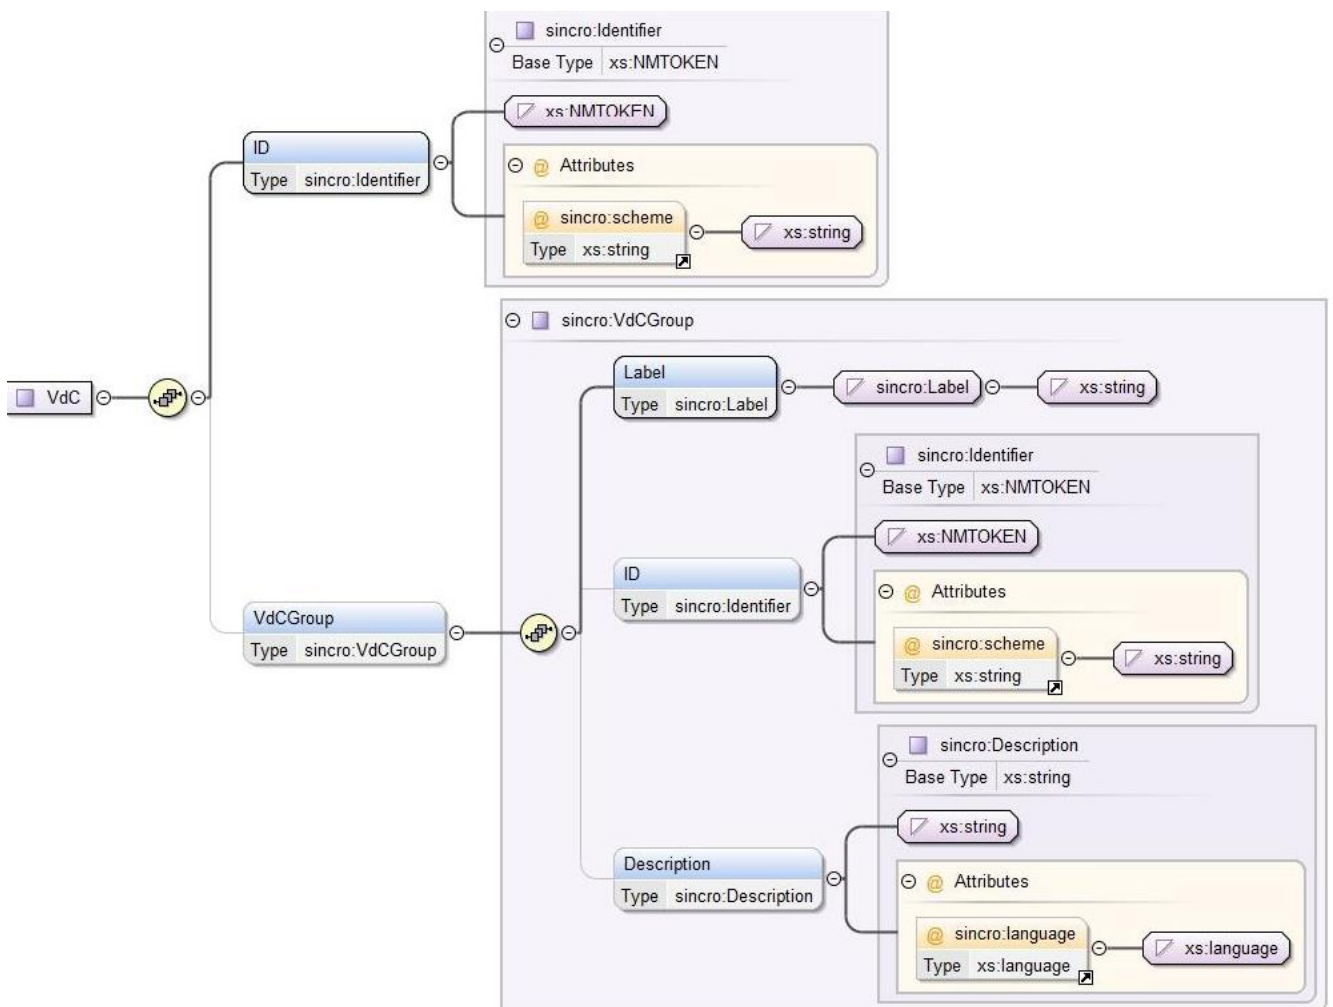 sincro:Identifier
Base Type xs:NMTOKEN
xs:NMTOKEN
ID
Type sincro:Identifier
@ Attributes
@ sincro:scheme
Type xs:string
xs:string
sincro:VdCGroup
VdC
Label
Type sincro:Label
sincro:Label
xs:string
sincro:Identifier
Base Type xs:NMTOKEN
xs:NMTOKEN
ID
Type sincro:Identifier
@ Attributes
@ sincro:scheme
Type xs:string
xs:string
VdCGroup
Type sincro:VdCGroup
sincro:Description
Base Type xs:string
xs:string
Description
Type sincro:Description
@ Attributes
@ sincro:language
Type xs:language
xs:language